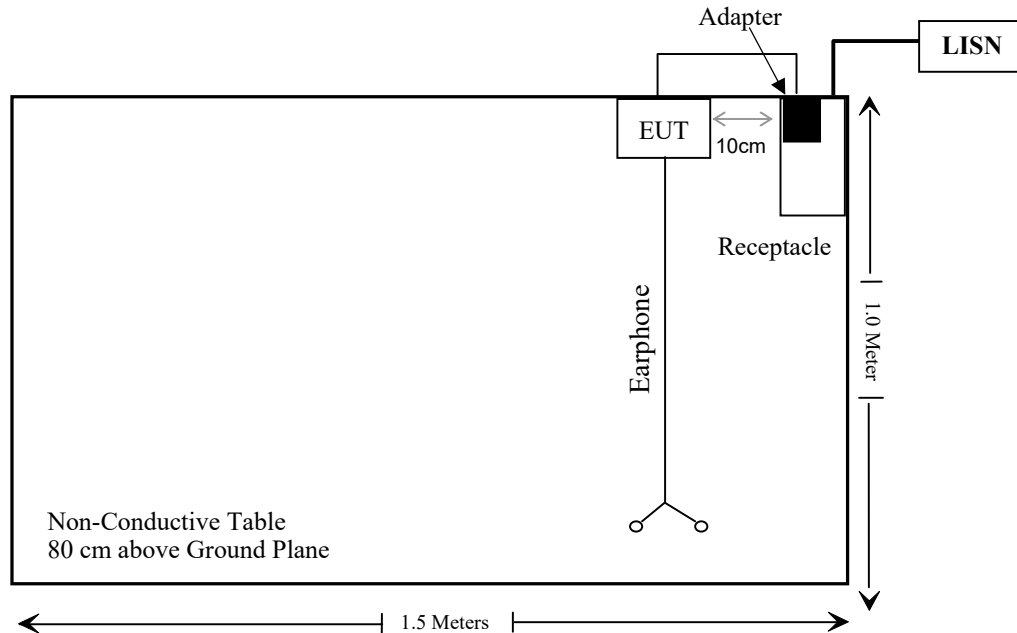 Adapter
LISN
EUT
10cm
Receptacle
Earphone
1.0 Meter
Non-Conductive Table
80 cm above Ground Plane
1.5 Meters